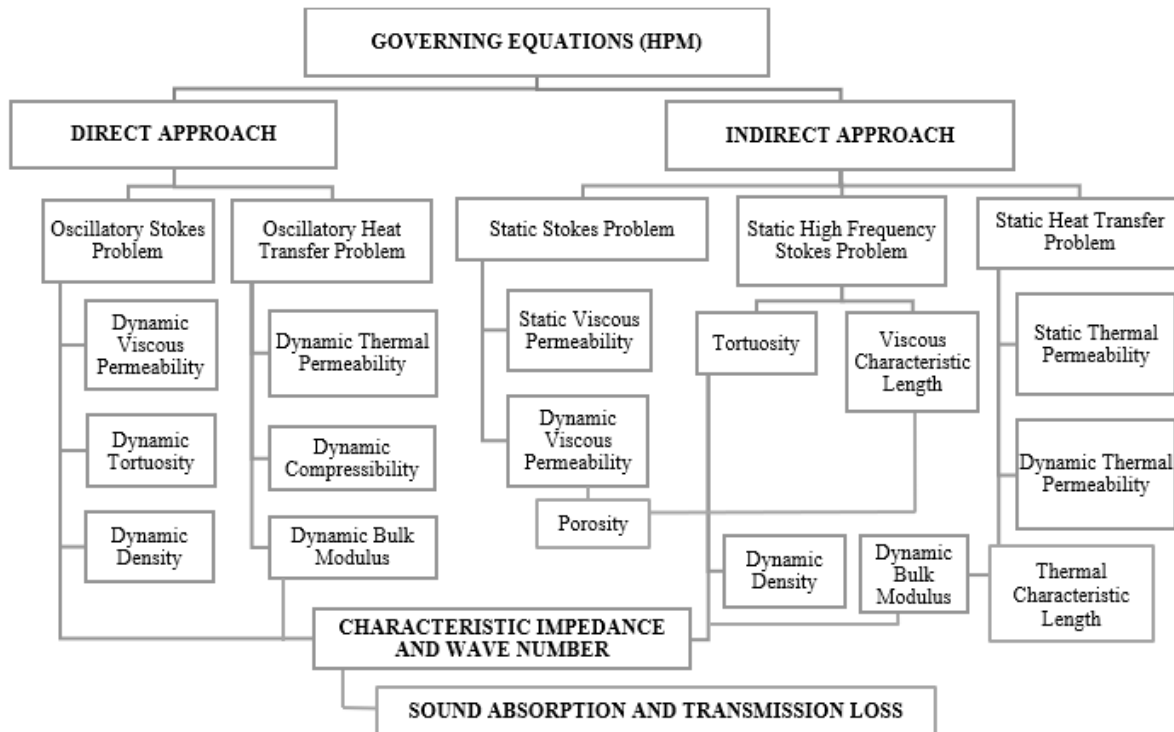 GOVERNING EQUATIONS (HPM)
DIRECT APPROACH
INDIRECT APPROACH
Oscillatory Stokes
Problem
Oscillatory Heat
Transfer Problem
Static Stokes Problem
Static High Frequency
Stokes Problem
Static Heat Transfer
Problem
Dynamic
Viscous
Permeability
Dynamic Thermal
Permeability
Static Viscous
Permeability
Tortuosity
Viscous
Characteristic
Length
Static Thermal
Permeability
Dynamic
Tortuosity
Dynamic
Compressibility
Dynamic
Viscous
Permeability
Dynamic Thermal
Permeability
Porosity
Dynamic
Density
Dynamic Bulk
Modulus
Dynamic
Density
Dynamic
Bulk
Modulus
Thermal
Characteristic
Length
CHARACTERISTIC IMPEDANCE
AND WAVE NUMBER
SOUND ABSORPTION AND TRANSMISSION LOSS